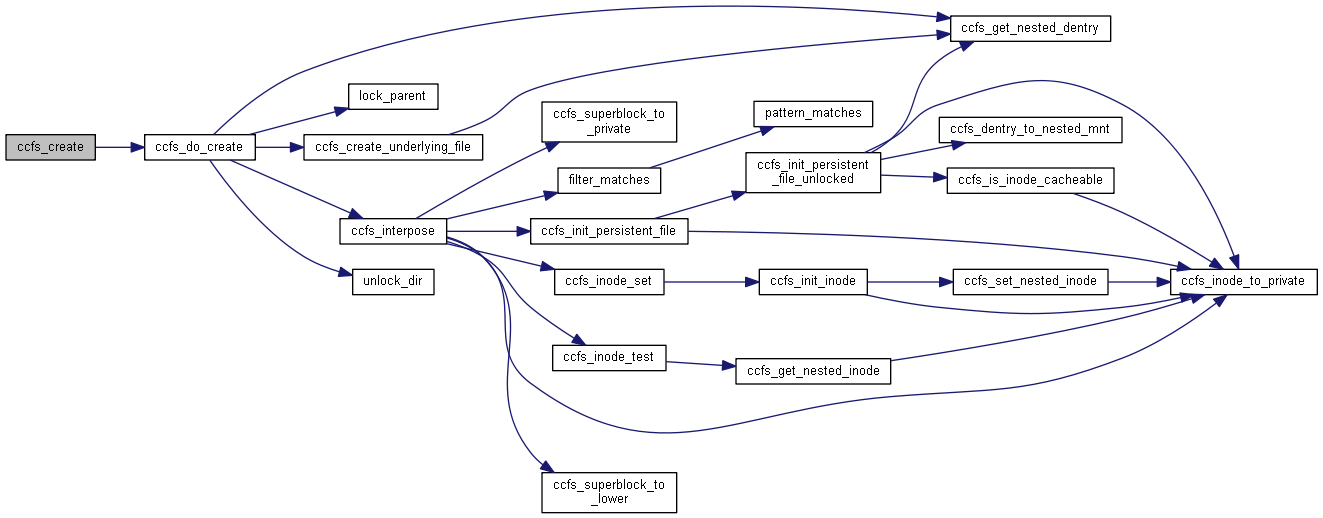 ccfs_create
ccfs_do_create
lock_parent
ccfs_create_underlying_file
ccfs_interpose
unlock_dir
ccfs_superblock_to
_private
filter_matches
ccfs_init_persistent_file
ccfs_inode_set
ccfs_inode_test
ccfs_superblock_to
_lower
pattern_matches
ccfs_init_persistent
_file_unlocked
ccfs_init_inode
ccfs_get_nested_inode
ccfs_get_nested_dentry
ccfs_dentry_to_nested_mnt
ccfs_is_inode_cacheable
ccfs_set_nested_inode
ccfs_inode_to_private